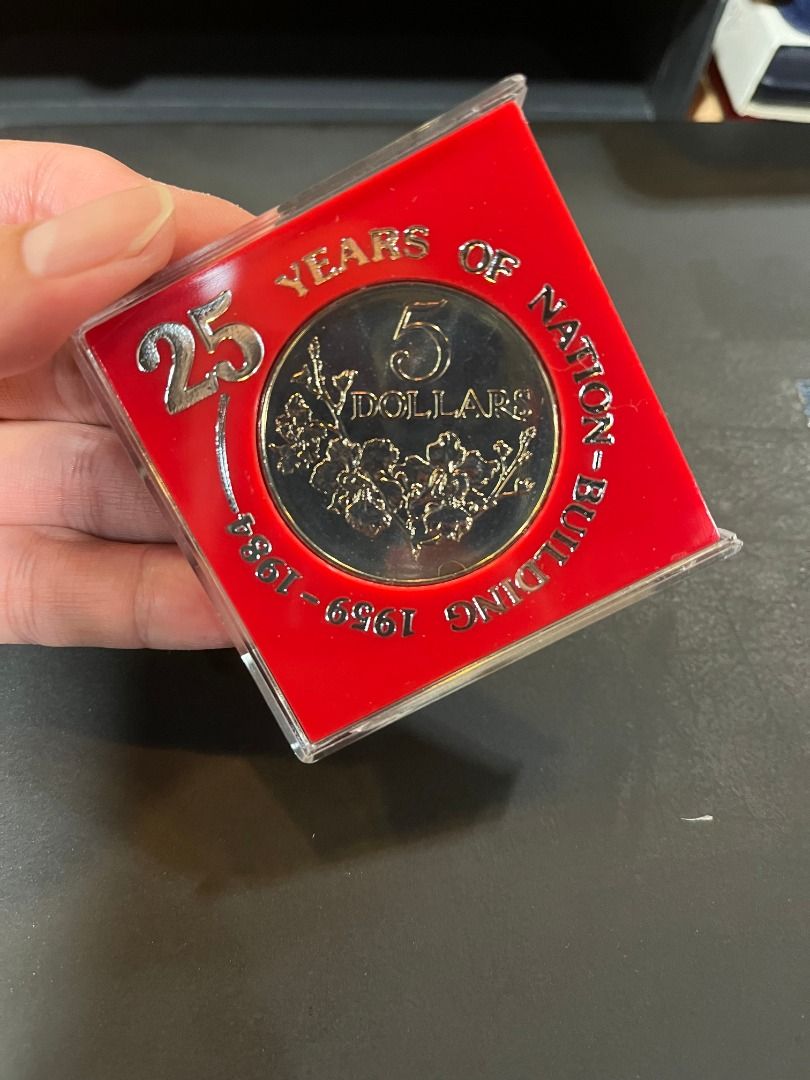 25 YEARS OF NATION-BUILDING 1959-1984
5
DOLLARS